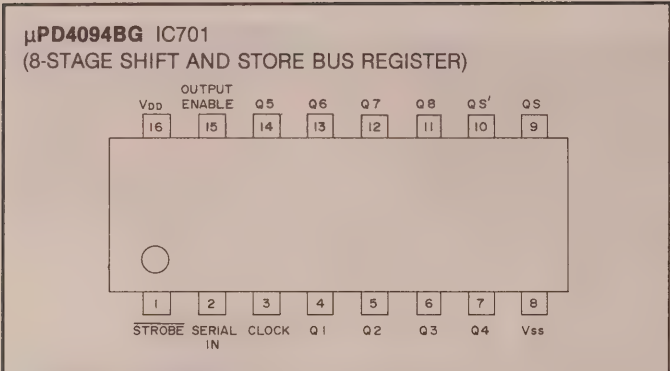 μPD4094BG IC701
(8-STAGE SHIFT AND STORE BUS REGISTER)
OUTPUT
VDD ENABLE Q5 Q6 Q7 Q8 QS' QS
16 15 14 13 12 11 10 9
1 2 3 4 5 6 7 8
STROBE SERIAL CLOCK Q1 Q2 Q3 Q4 Vss
IN